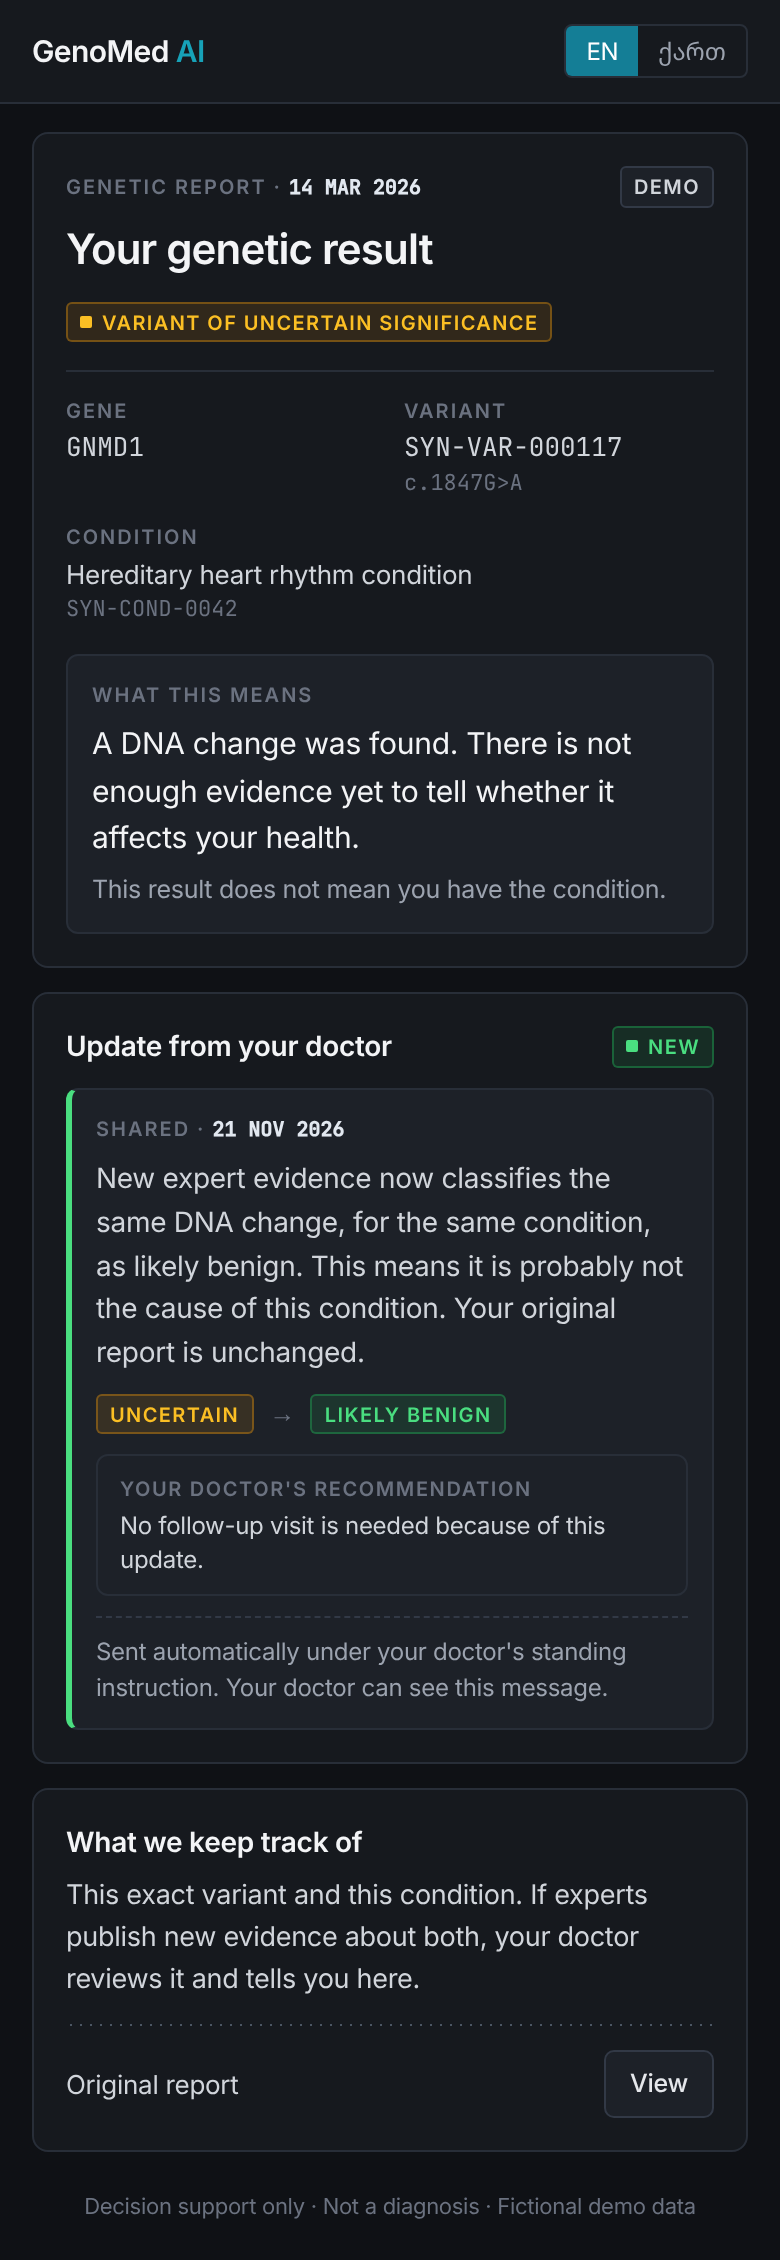 GenoMed AI
EN
ქართ
GENETIC REPORT · 14 MAR 2026
DEMO
Your genetic result
VARIANT OF UNCERTAIN SIGNIFICANCE
GENE
GNMD1
VARIANT
SYN-VAR-000117
c.1847G>A
CONDITION
Hereditary heart rhythm condition
SYN-COND-0042
WHAT THIS MEANS
A DNA change was found. There is not
enough evidence yet to tell whether it
affects your health.
This result does not mean you have the condition.
Update from your doctor
NEW
SHARED · 21 NOV 2026
New expert evidence now classifies the
same DNA change, for the same condition,
as likely benign. This means it is probably not
the cause of this condition. Your original
report is unchanged.
UNCERTAIN → LIKELY BENIGN
YOUR DOCTOR'S RECOMMENDATION
No follow-up visit is needed because of this
update.
Sent automatically under your doctor's standing
instruction. Your doctor can see this message.
What we keep track of
This exact variant and this condition. If experts
publish new evidence about both, your doctor
reviews it and tells you here.
Original report
View
Decision support only · Not a diagnosis · Fictional demo data